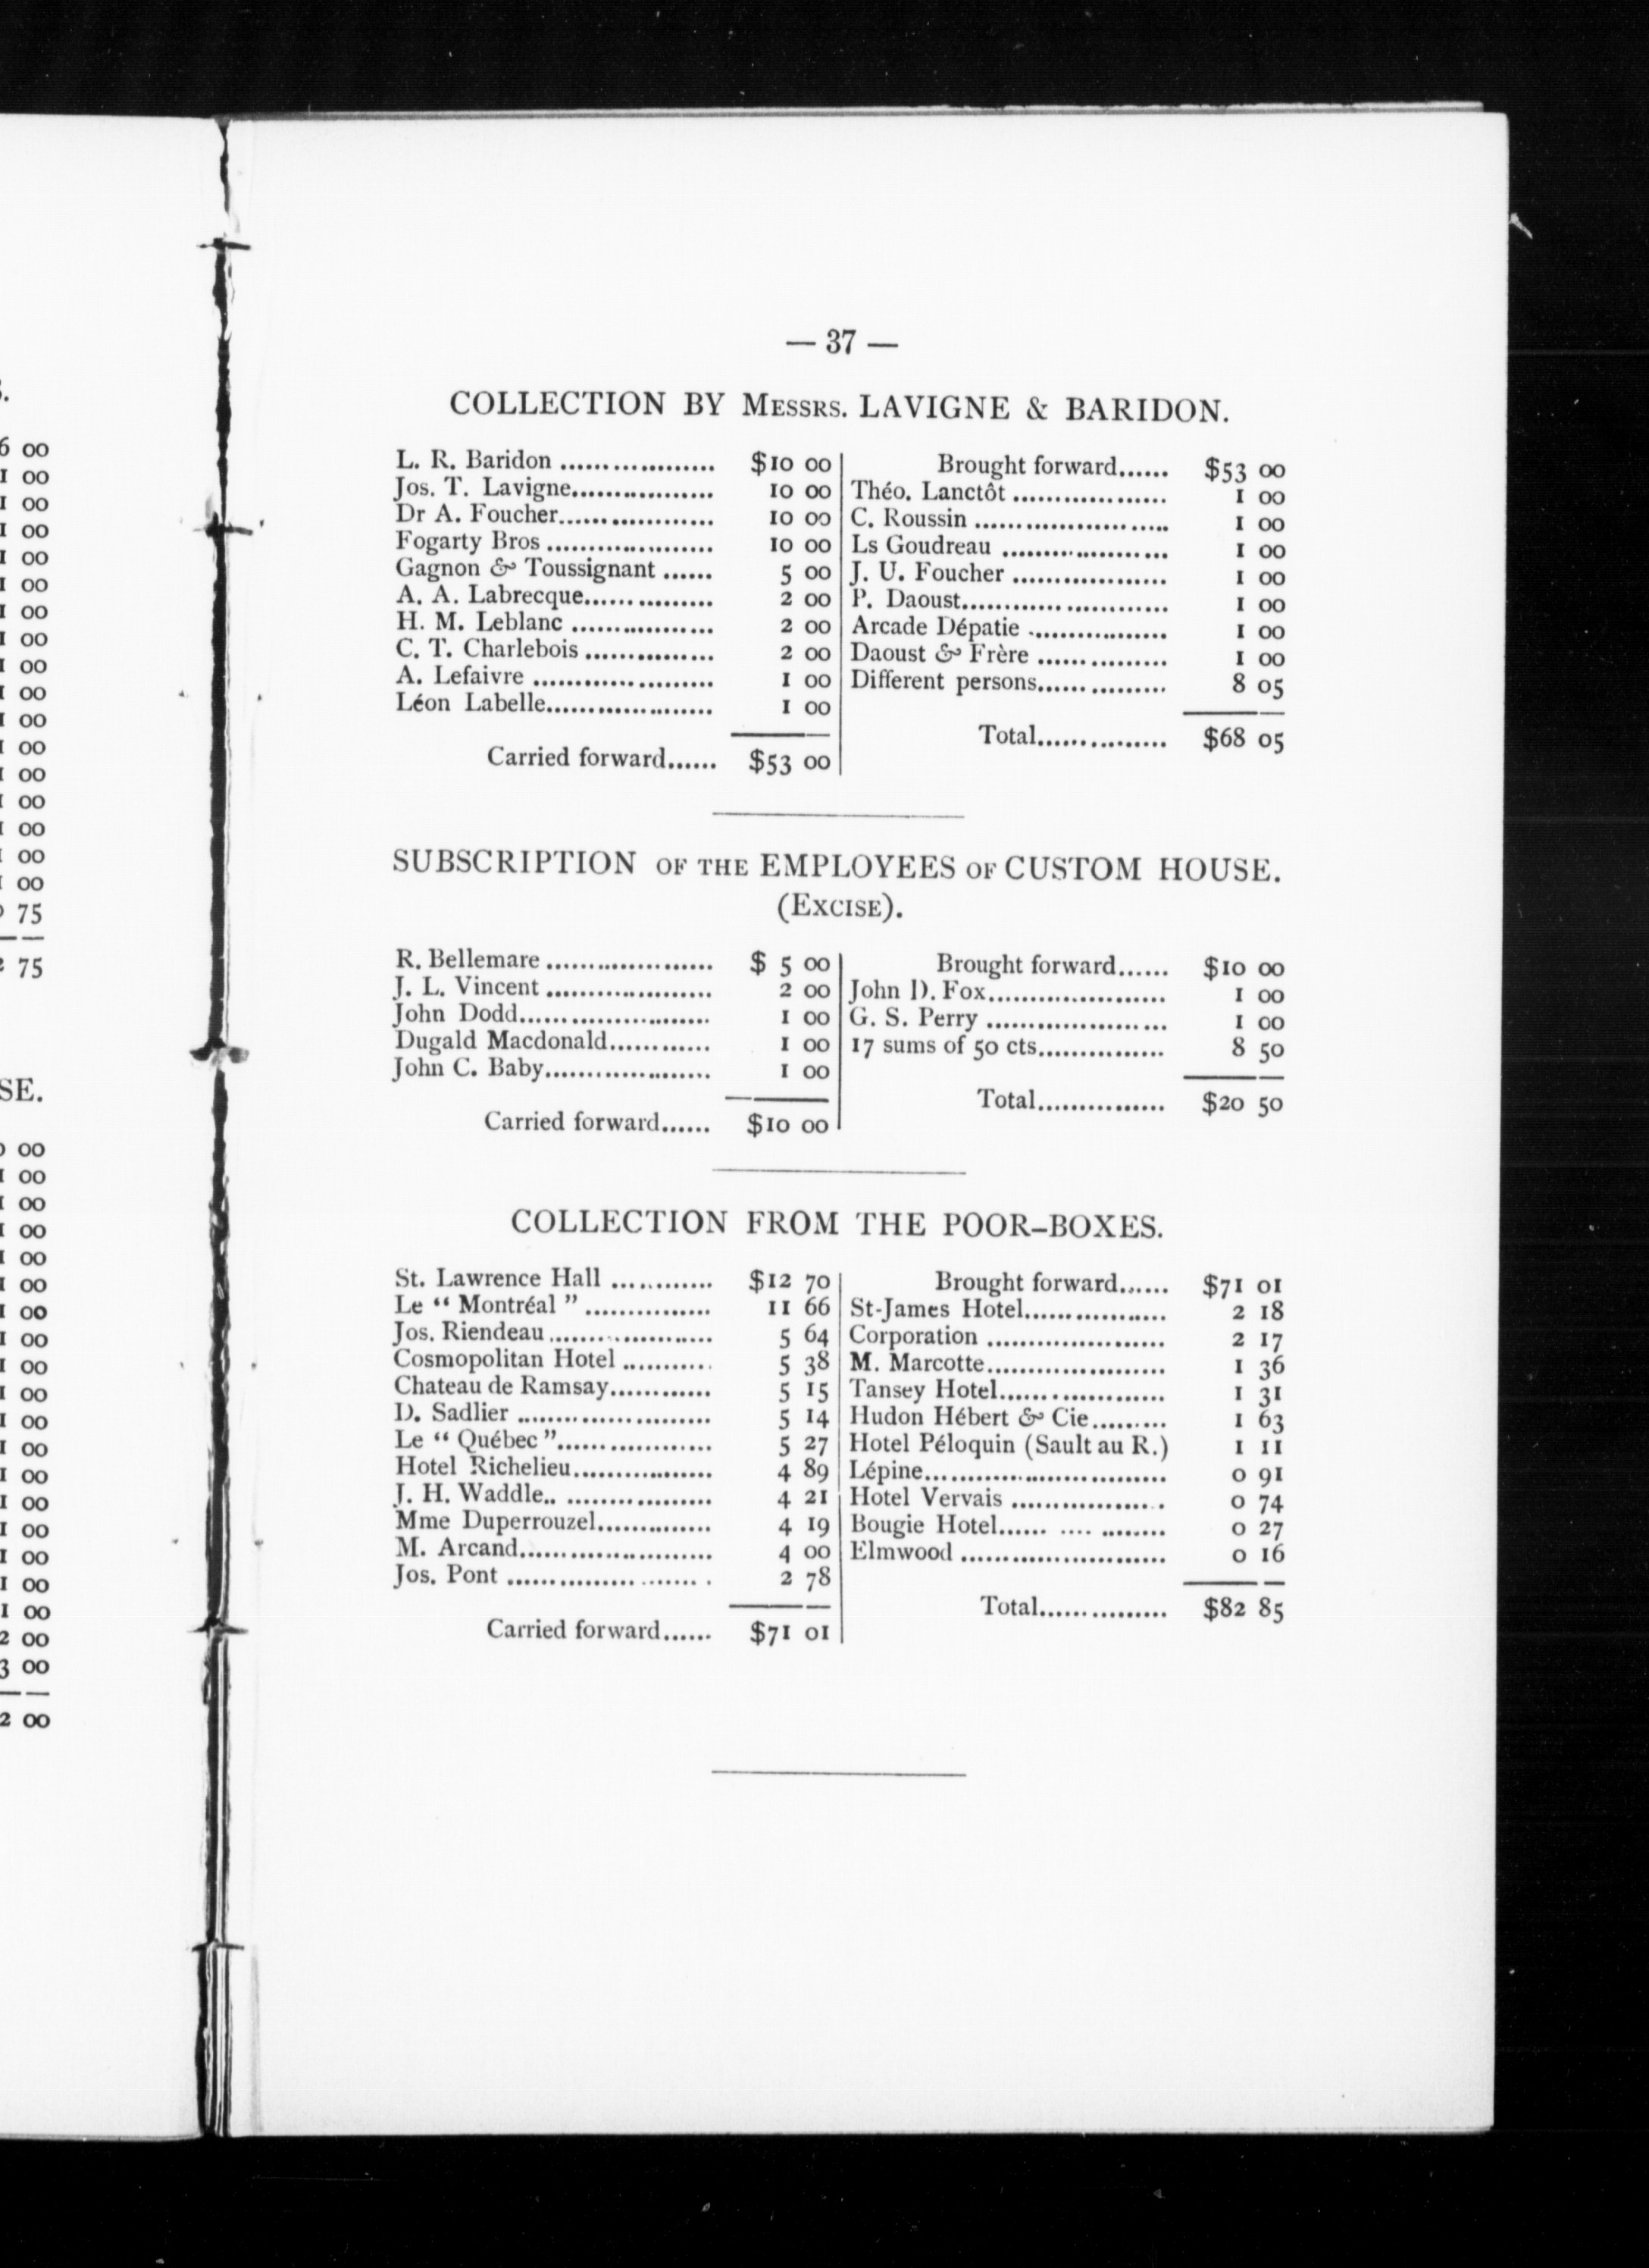 — 37 —
COLLECTION BY MESSRS. LAVIGNE & BARIDON.
L. R. Baridon .................. $10 00
Jos. T. Lavigne................. 10 00
Dr A. Foucher................... 10 00
Fogarty Bros .................... 10 00
Gagnon & Toussignant ...... 5 00
A. A. Labrecque............... 2 00
H. M. Leblanc ................. 2 00
C. T. Charlebois ............... 2 00
A. Lefaivre ..................... 1 00
Léon Labelle.................... 1 00
Carried forward...... $53 00
Brought forward...... $53 00
Théo. Lanctôt .................. 1 00
C. Roussin ...................... 1 00
Ls Goudreau ................... 1 00
J. U. Foucher .................. 1 00
P. Daoust........................ 1 00
Arcade Dépatie ................ 1 00
Daoust & Frère ............... 1 00
Different persons............... 8 05
Total............... $68 05
SUBSCRIPTION OF THE EMPLOYEES OF CUSTOM HOUSE.
(EXCISE).
R. Bellemare .................... $ 5 00
J. L. Vincent .................... 2 00
John Dodd....................... 1 00
Dugald Macdonald............ 1 00
John C. Baby.................... 1 00
Carried forward...... $10 00
Brought forward...... $10 00
John D. Fox..................... 1 00
G. S. Perry ..................... 1 00
17 sums of 50 cts............... 8 50
Total............... $20 50
COLLECTION FROM THE POOR-BOXES.
St. Lawrence Hall ............ $12 70
Le “ Montréal ” ............... 11 66
Jos. Riendeau ................... 5 64
Cosmopolitan Hotel ........... 5 38
Chateau de Ramsay............ 5 15
D. Sadlier ....................... 5 14
Le “ Québec ”.................. 5 27
Hotel Richelieu................. 4 89
J. H. Waddle.. ................. 4 21
Mme Duperrouzel.............. 4 19
M. Arcand....................... 4 00
Jos. Pont ....................... 2 78
Carried forward...... $71 01
Brought forward...... $71 01
St-James Hotel................. 2 18
Corporation ..................... 2 17
M. Marcotte..................... 1 36
Tansey Hotel................... 1 31
Hudon Hébert & Cie......... 1 63
Hotel Péloquin (Sault au R.) 1 11
Lépine............................ 0 91
Hotel Vervais .................. 0 74
Bougie Hotel...... .... ........ 0 27
Elmwood ........................ 0 16
Total............... $82 85